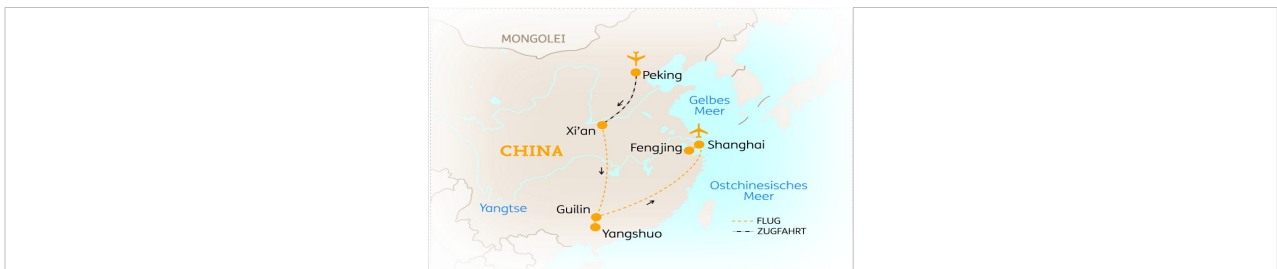 MONGOLEI
Peking
Gelbes
Meer
Xi'an
CHINA
Fengjing
Shanghai
Ostchinesisches
Meer
Yangtse
Guilin
Yangshuo
FLUG
ZUGFAHRT